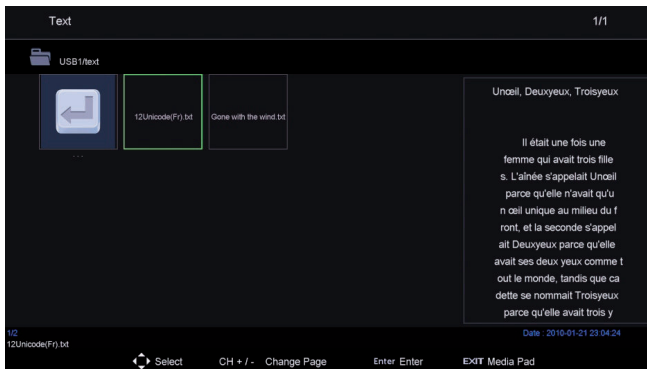 Text
1/1
USB1/text
12Unicode(Fr).txt
Gone with the wind.txt
...
Unœil, Deuxyeux, Troisyeux
Il était une fois une
femme qui avait trois fille
s. L'aînée s'appelait Unœil
parce qu'elle n'avait qu'u
n œil unique au milieu du f
ront, et la seconde s'appel
ait Deuxyeux parce qu'elle
avait ses deux yeux comme t
out le monde, tandis que ca
dette se nommait Troisyeux
parce qu'elle avait trois y
1/2
Date : 2010-01-21 23:04:24
12Unicode(Fr).txt
Select CH + / - Change Page Enter Enter EXIT Media Pad